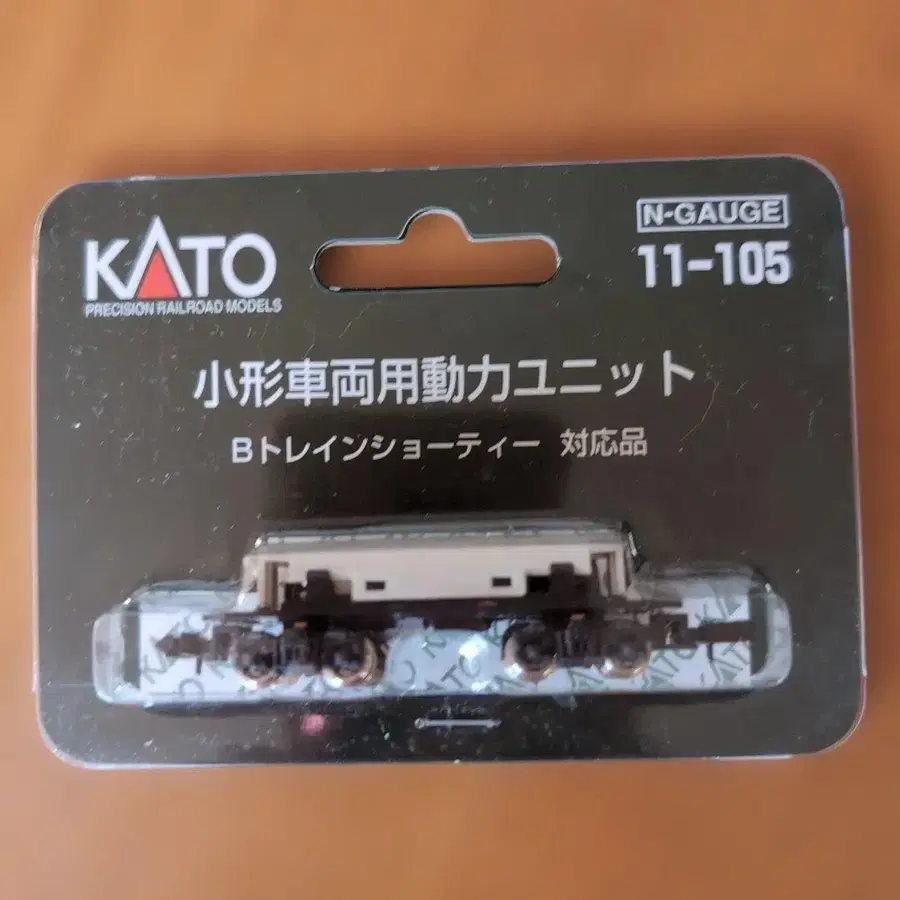 N-GAUGE
KATO
11-105
PRECISION RAILROAD MODELS
小形車両用動力ユニット
Bトレインショーティー 対応品
KATO